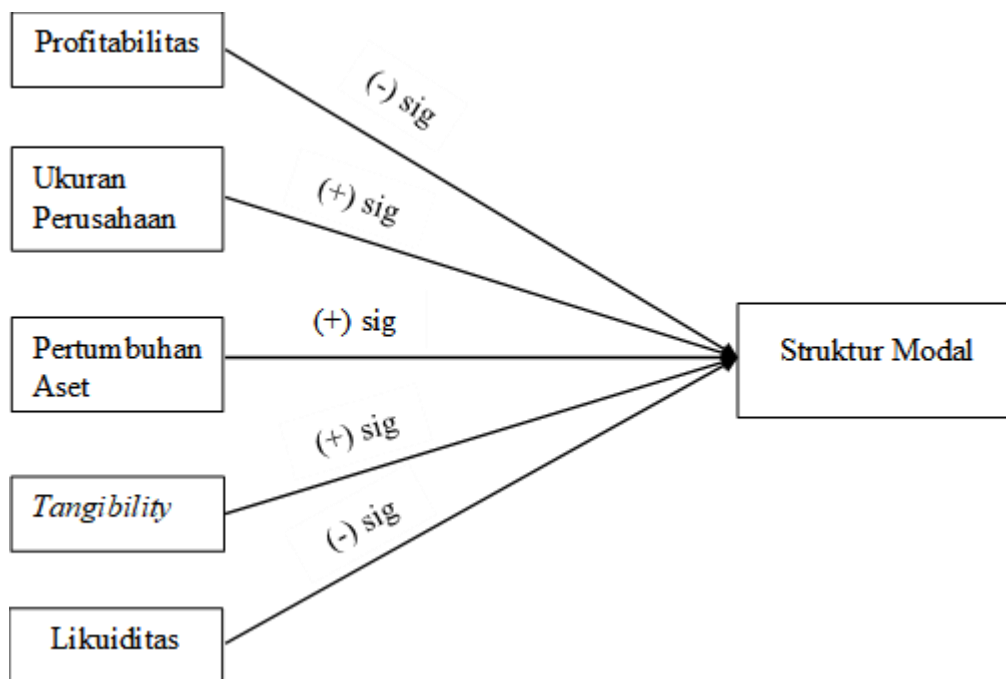 Profitabilitas
(-) sig
Ukuran
Perusahaan
(+) sig
Pertumbuhan
Aset
(+) sig
Struktur Modal
Tangibility
(+) sig
Likuiditas
(-) sig